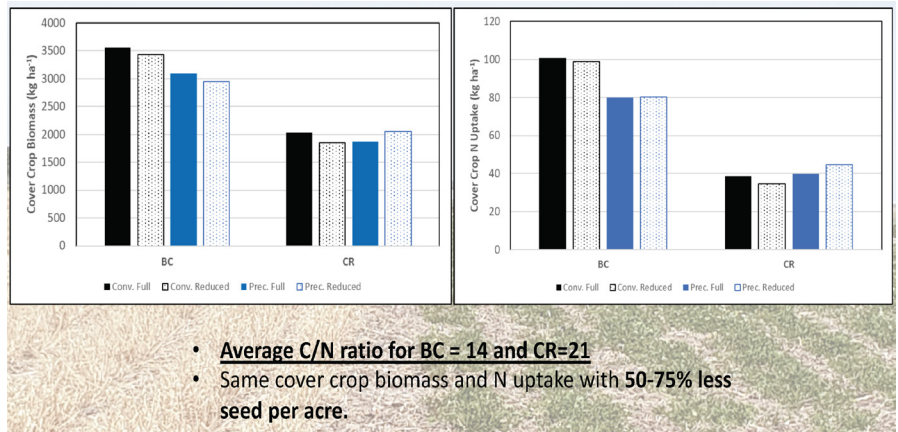 4000
3500
3000
2500
2000
1500
1000
500
0
Cover Crop Biomass (kg ha⁻¹)
BC
CR
Conv. Full
Conv. Reduced
Prec. Full
Prec. Reduced
120
100
80
60
40
20
0
Cover Crop N Uptake (kg ha⁻¹)
BC
CR
Conv. Full
Conv. Reduced
Prec. Full
Prec. Reduced
• Average C/N ratio for BC = 14 and CR=21
• Same cover crop biomass and N uptake with 50-75% less
seed per acre.